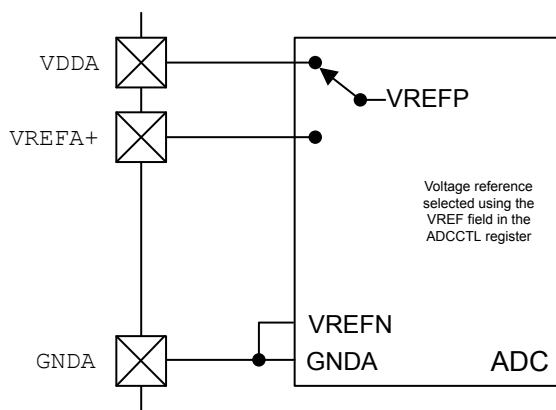 VDDA
VREFP
VREFA+
Voltage reference
selected using the
VREF field in the
ADCCTL register
VREFN
GNDA
GNDA
ADC